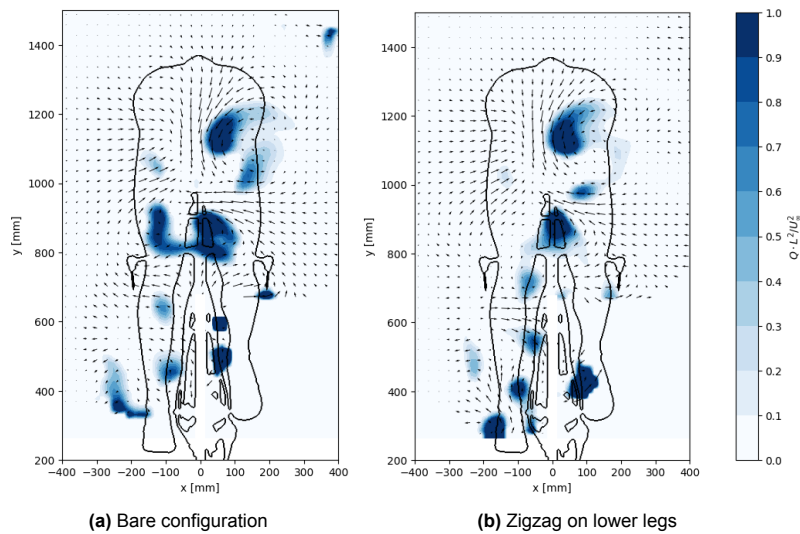 1400
1200
1000
800
600
400
200
y [mm]
−400 −300 −200 −100 0 100 200 300 400
x [mm]
(a) Bare configuration
1400
1200
1000
800
600
400
200
y [mm]
−400 −300 −200 −100 0 100 200 300 400
x [mm]
(b) Zigzag on lower legs
1.0
0.9
0.8
0.7
0.6
0.5
0.4
0.3
0.2
0.1
0.0
Q · L²/U²∞